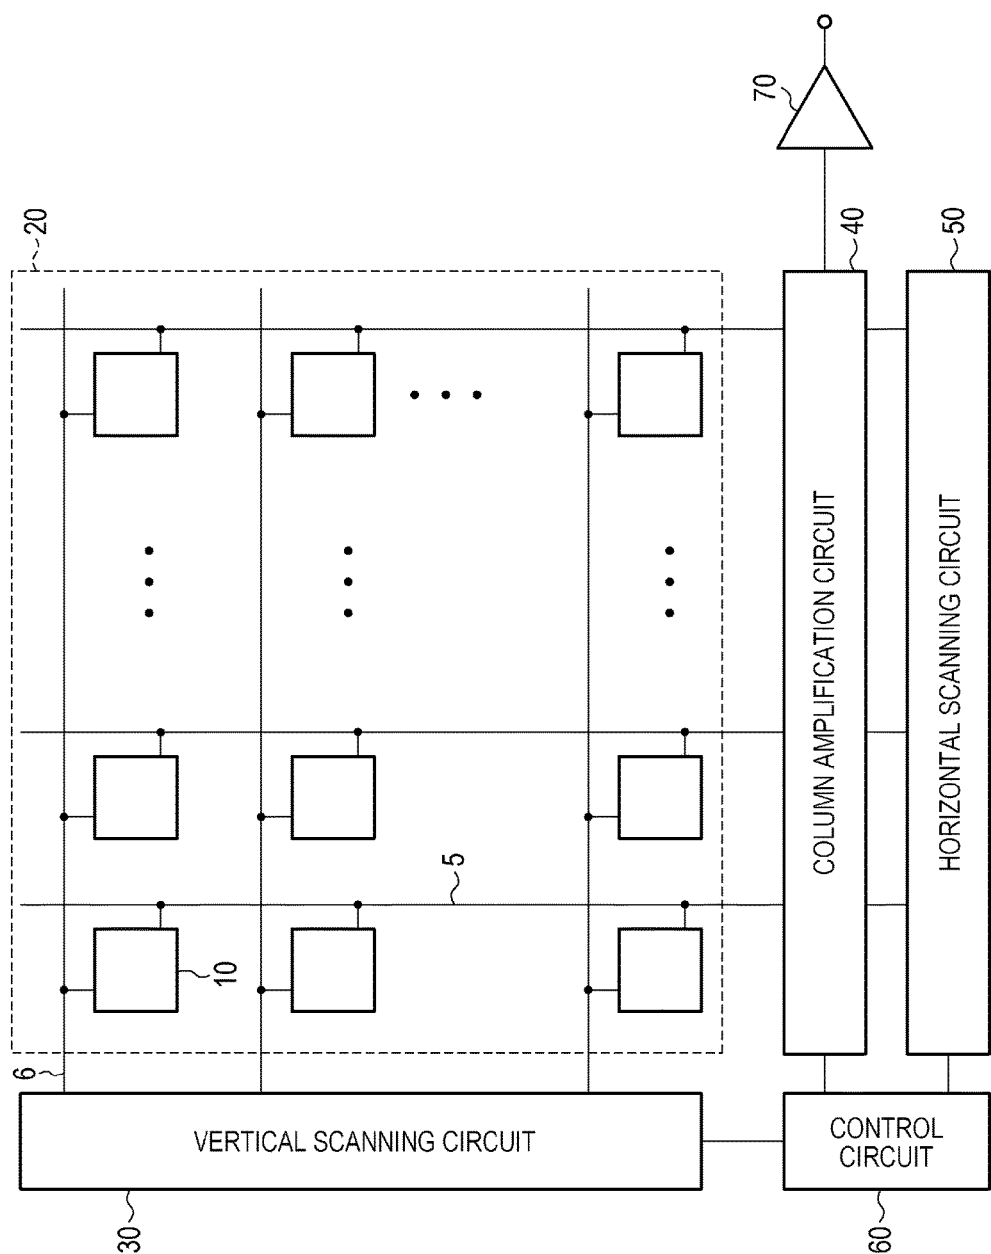 70
20
40
50
COLUMN AMPLIFICATION CIRCUIT
HORIZONTAL SCANNING CIRCUIT
5
10
6
VERTICAL SCANNING CIRCUIT
CONTROL
CIRCUIT
30
60